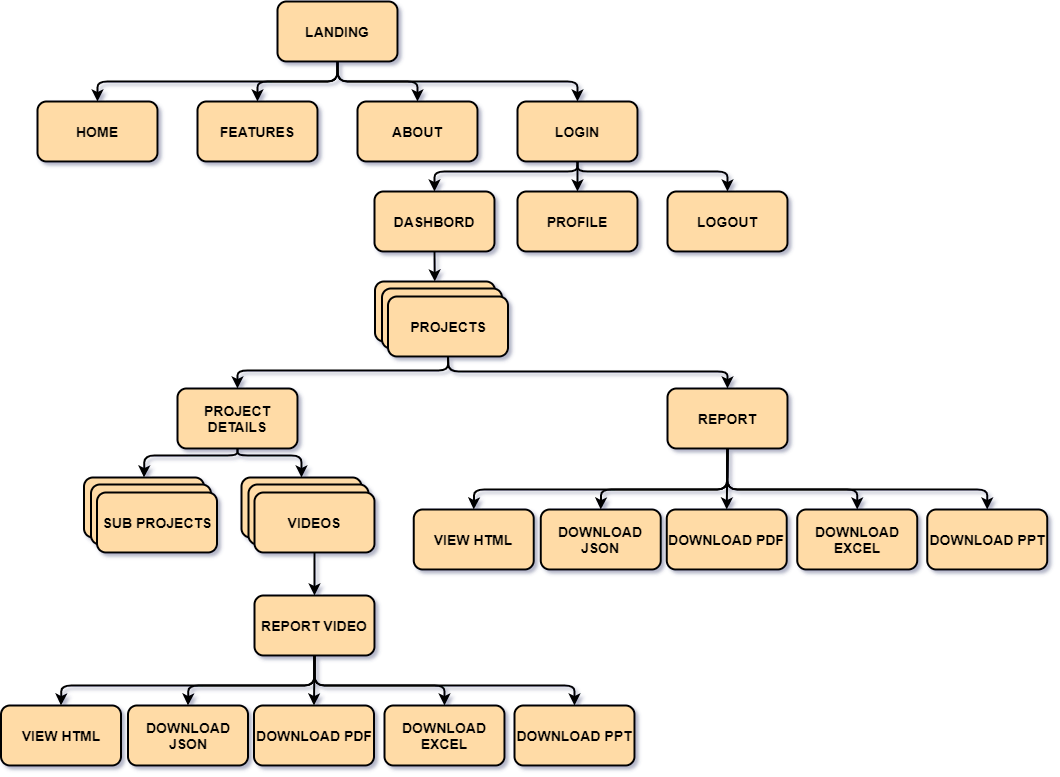 LANDING
HOME
FEATURES
ABOUT
LOGIN
DASHBORD
PROFILE
LOGOUT
PROJECTS
PROJECT
DETAILS
REPORT
SUB PROJECTS
VIDEOS
VIEW HTML
DOWNLOAD
JSON
DOWNLOAD PDF
DOWNLOAD
EXCEL
DOWNLOAD PPT
REPORT VIDEO
VIEW HTML
DOWNLOAD
JSON
DOWNLOAD PDF
DOWNLOAD
EXCEL
DOWNLOAD PPT